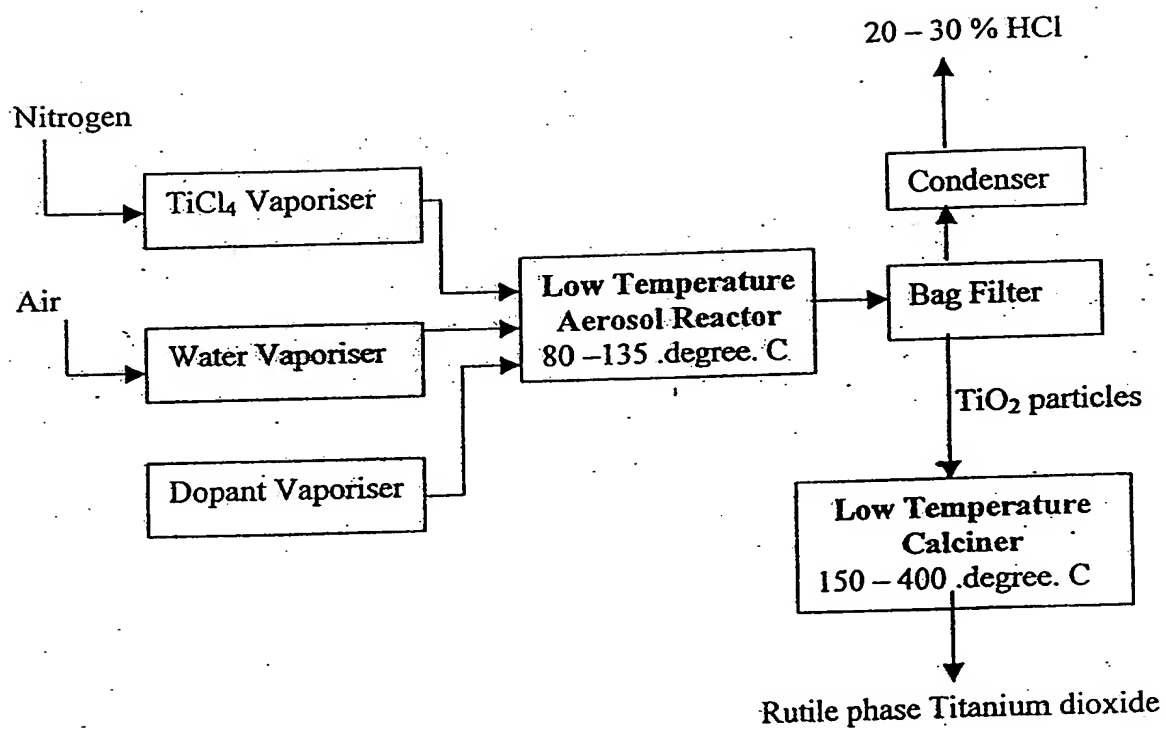 20 – 30 % HCl
Nitrogen
Condenser
TiCl₄ Vaporiser
Air
Low Temperature
Aerosol Reactor
80 –135 .degree. C
Bag Filter
Water Vaporiser
TiO₂ particles
Dopant Vaporiser
Low Temperature
Calciner
150 – 400 .degree. C
Rutile phase Titanium dioxide